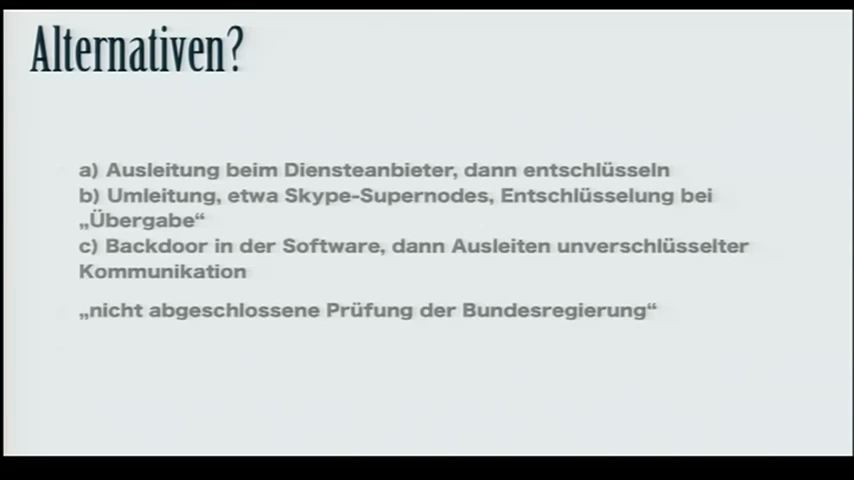 Alternativen?
a) Ausleitung beim Diensteanbieter, dann entschlüsseln
b) Umleitung, etwa Skype-Supernodes, Entschlüsselung bei
„Übergabe“
c) Backdoor in der Software, dann Ausleiten unverschlüsselter
Kommunikation
„nicht abgeschlossene Prüfung der Bundesregierung“